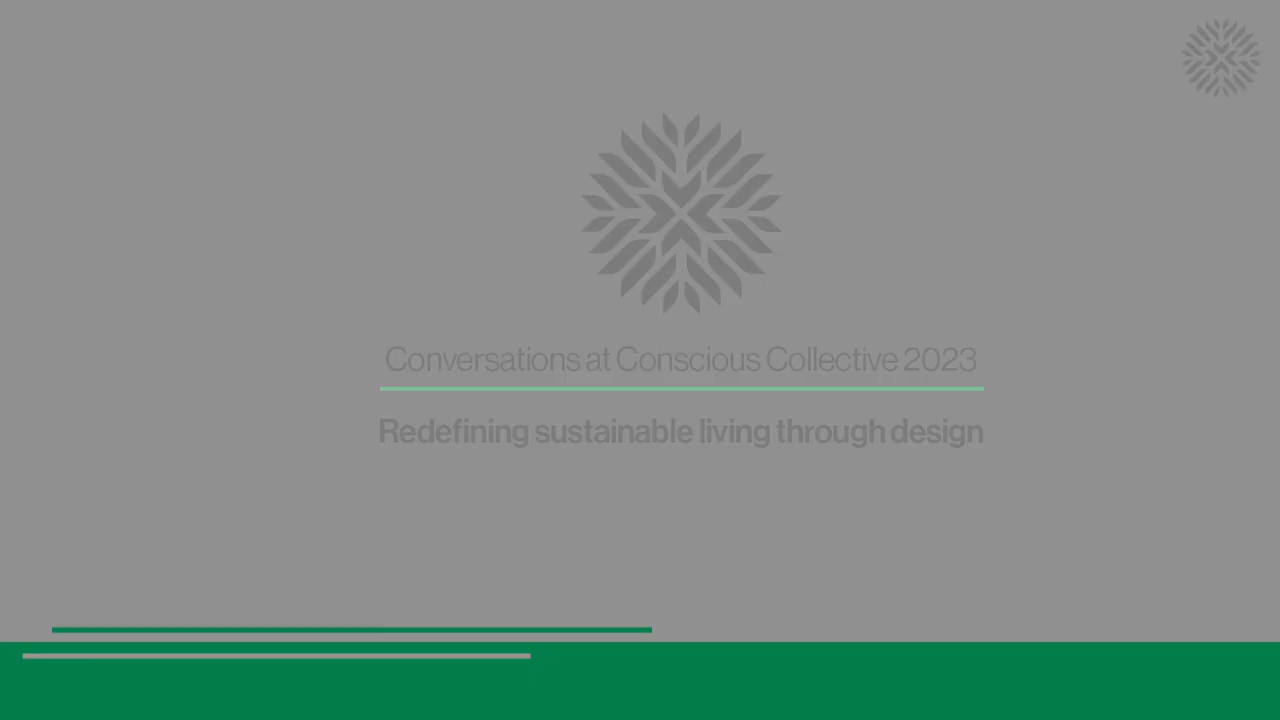 Conversations at Conscious Collective 2023
Redefining sustainable living through design